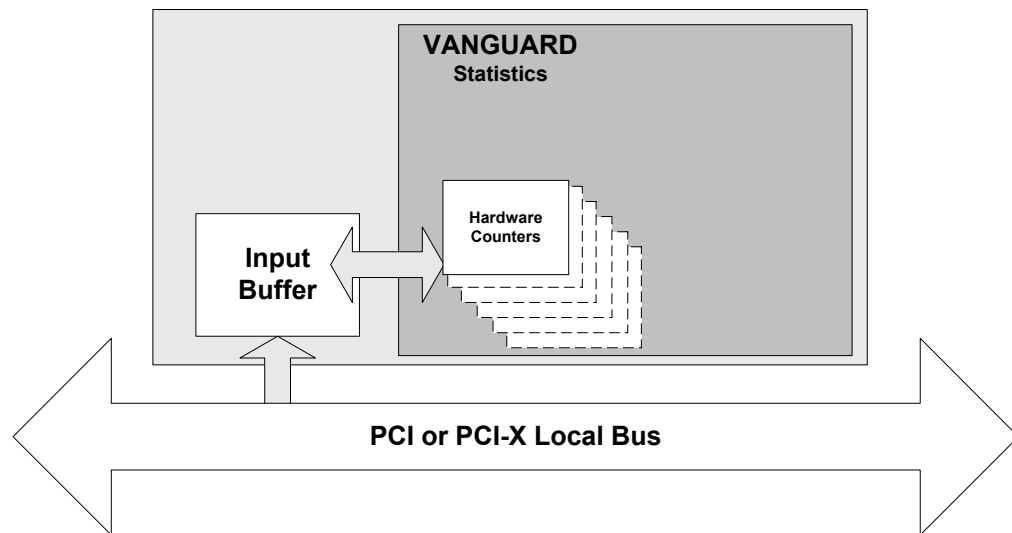 VANGUARD
Statistics
Hardware
Counters
Input
Buffer
PCI or PCI-X Local Bus